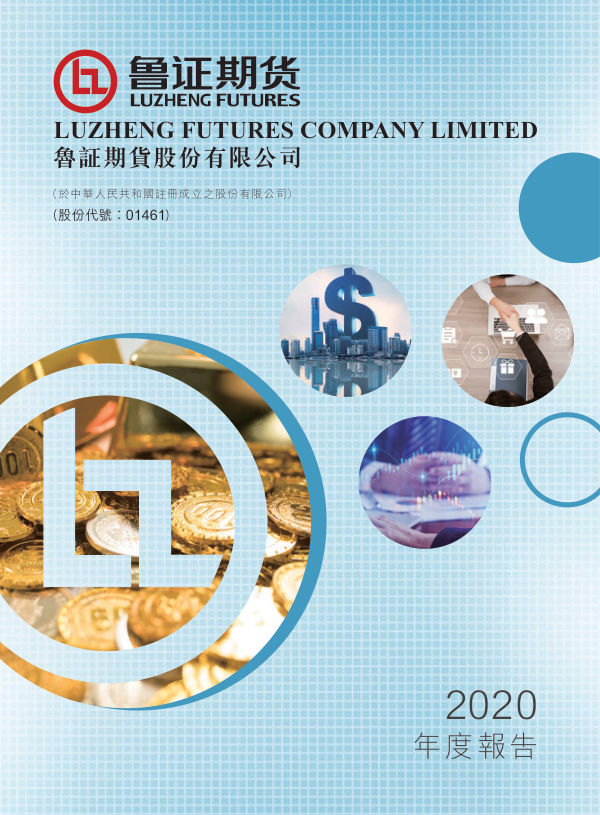 鲁证期货
LUZHENG FUTURES
LUZHENG FUTURES COMPANY LIMITED
魯証期貨股份有限公司
（於中華人民共和國註冊成立之股份有限公司）
(股份代號：01461)
2020
年度報告